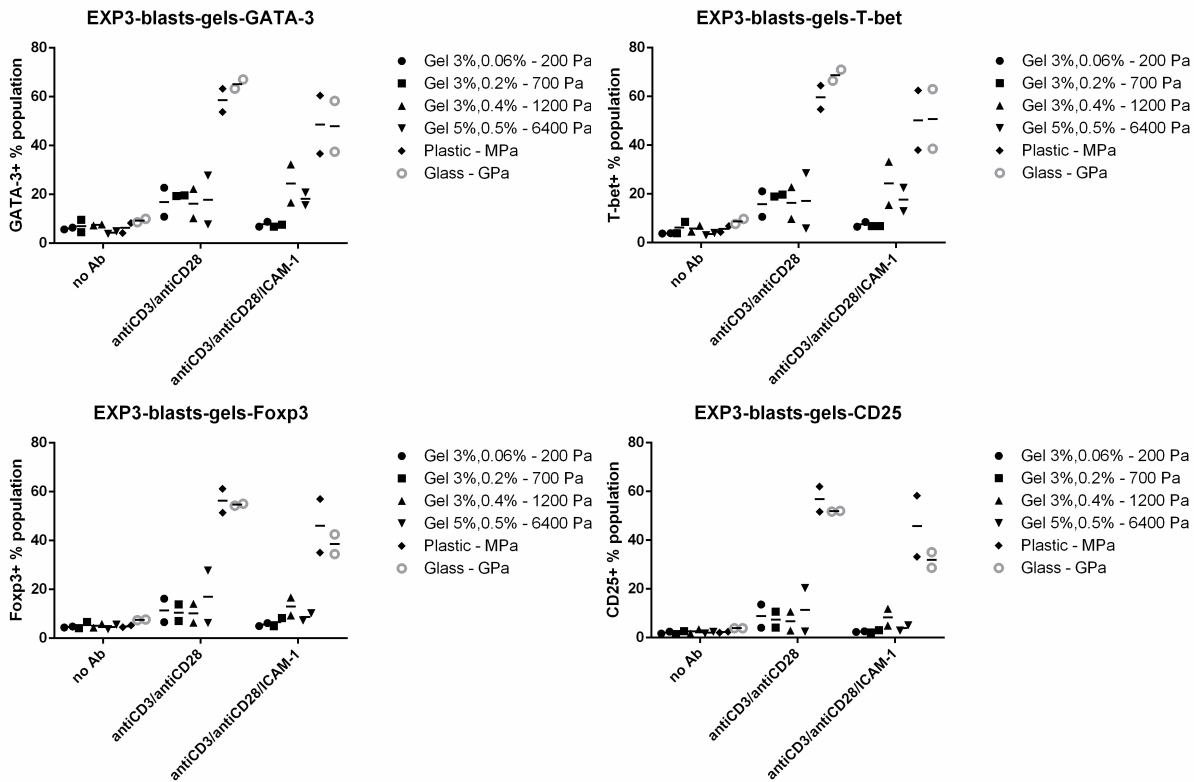 EXP3-blasts-gels-GATA-3
GATA-3+ % population
80
60
40
20
0
no Ab
antiCD3/antiCD28
antiCD3/antiCD28/ICAM-1
Gel 3%,0.06% - 200 Pa
Gel 3%,0.2% - 700 Pa
Gel 3%,0.4% - 1200 Pa
Gel 5%,0.5% - 6400 Pa
Plastic - MPa
Glass - GPa
EXP3-blasts-gels-T-bet
T-bet+ % population
80
60
40
20
0
no Ab
antiCD3/antiCD28
antiCD3/antiCD28/ICAM-1
Gel 3%,0.06% - 200 Pa
Gel 3%,0.2% - 700 Pa
Gel 3%,0.4% - 1200 Pa
Gel 5%,0.5% - 6400 Pa
Plastic - MPa
Glass - GPa
EXP3-blasts-gels-Foxp3
Foxp3+ % population
80
60
40
20
0
no Ab
antiCD3/antiCD28
antiCD3/antiCD28/ICAM-1
Gel 3%,0.06% - 200 Pa
Gel 3%,0.2% - 700 Pa
Gel 3%,0.4% - 1200 Pa
Gel 5%,0.5% - 6400 Pa
Plastic - MPa
Glass - GPa
EXP3-blasts-gels-CD25
CD25+ % population
80
60
40
20
0
no Ab
antiCD3/antiCD28
antiCD3/antiCD28/ICAM-1
Gel 3%,0.06% - 200 Pa
Gel 3%,0.2% - 700 Pa
Gel 3%,0.4% - 1200 Pa
Gel 5%,0.5% - 6400 Pa
Plastic - MPa
Glass - GPa